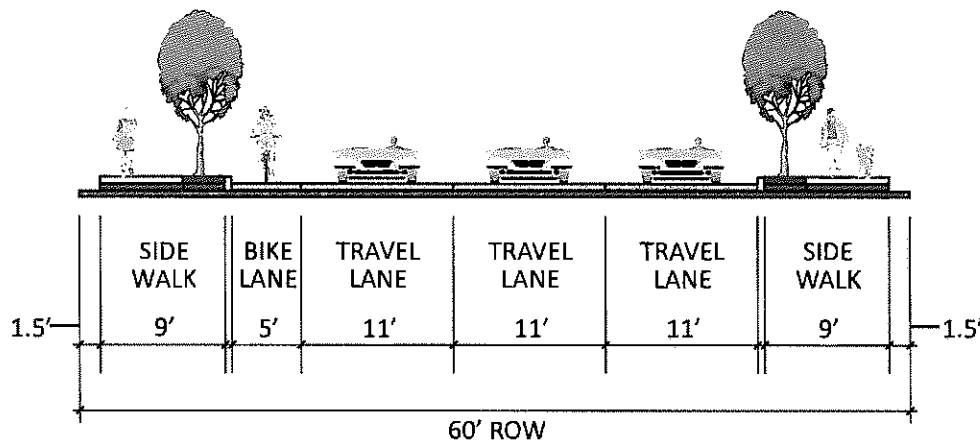 SIDE WALK
BIKE LANE
TRAVEL LANE
TRAVEL LANE
TRAVEL LANE
SIDE WALK
1.5' 9' 5' 11' 11' 11' 9' 1.5'
60' ROW